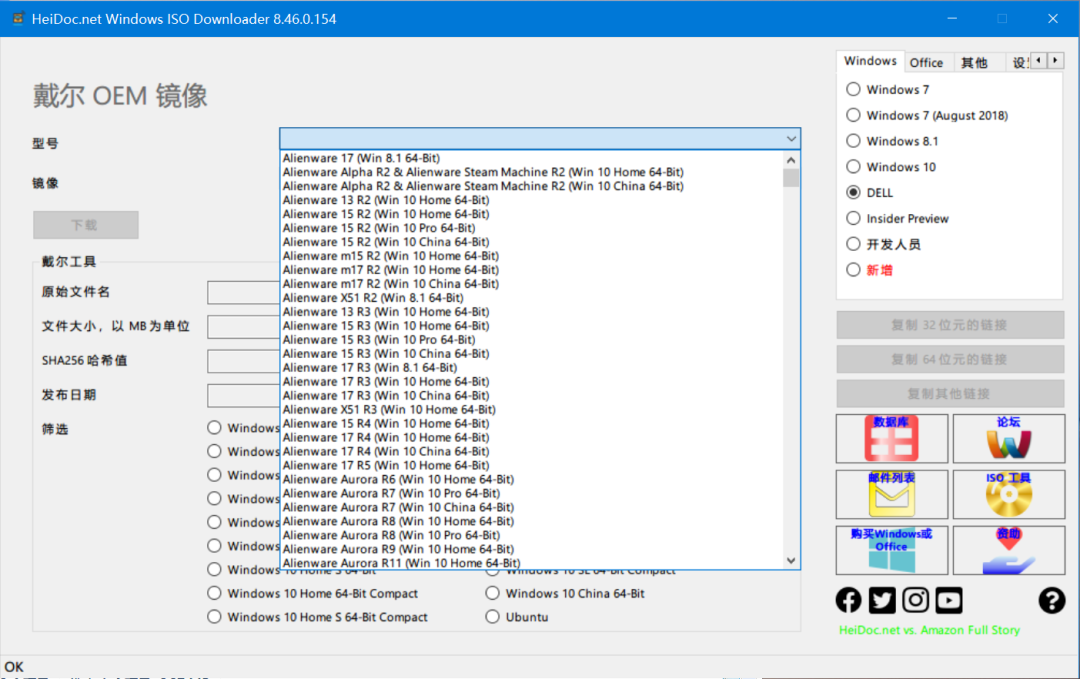 HeiDoc.net Windows ISO Downloader 8.46.0.154
戴尔 OEM 镜像
型号
镜像
下载
戴尔工具
原始文件名
文件大小，以 MB 为单位
SHA256 哈希值
发布日期
筛选
Alienware 17 (Win 8.1 64-Bit)
Alienware Alpha R2 & Alienware Steam Machine R2 (Win 10 Home 64-Bit)
Alienware Alpha R2 & Alienware Steam Machine R2 (Win 10 China 64-Bit)
Alienware 13 R2 (Win 10 Home 64-Bit)
Alienware 15 R2 (Win 10 Home 64-Bit)
Alienware 15 R2 (Win 10 Pro 64-Bit)
Alienware 15 R2 (Win 10 China 64-Bit)
Alienware m15 R2 (Win 10 Home 64-Bit)
Alienware m17 R2 (Win 10 Home 64-Bit)
Alienware m17 R2 (Win 10 China 64-Bit)
Alienware X51 R2 (Win 8.1 64-Bit)
Alienware 13 R3 (Win 10 Home 64-Bit)
Alienware 15 R3 (Win 10 Home 64-Bit)
Alienware 15 R3 (Win 10 Pro 64-Bit)
Alienware 15 R3 (Win 10 China 64-Bit)
Alienware 17 R3 (Win 8.1 64-Bit)
Alienware 17 R3 (Win 10 Home 64-Bit)
Alienware 17 R3 (Win 10 China 64-Bit)
Alienware X51 R3 (Win 10 Home 64-Bit)
Alienware 15 R4 (Win 10 Home 64-Bit)
Alienware 17 R4 (Win 10 Home 64-Bit)
Alienware 17 R4 (Win 10 China 64-Bit)
Alienware 17 R5 (Win 10 Home 64-Bit)
Alienware Aurora R6 (Win 10 Home 64-Bit)
Alienware Aurora R7 (Win 10 Pro 64-Bit)
Alienware Aurora R7 (Win 10 China 64-Bit)
Alienware Aurora R8 (Win 10 Home 64-Bit)
Alienware Aurora R8 (Win 10 Pro 64-Bit)
Alienware Aurora R9 (Win 10 Home 64-Bit)
Alienware Aurora R11 (Win 10 Home 64-Bit)
Windows
Windows
Windows
Windows
Windows
Windows
Windows 10 Home S 64-Bit
Windows 10 SL 64-Bit Compact
Windows 10 Home 64-Bit Compact
Windows 10 China 64-Bit
Windows 10 Home S 64-Bit Compact
Ubuntu
Windows
Office
其他
Windows 7
Windows 7 (August 2018)
Windows 8.1
Windows 10
DELL
Insider Preview
开发人员
新增
复制 32 位元的链接
复制 64 位元的链接
复制其他链接
数据库
论坛
邮件列表
ISO 工具
购买Windows或
Office
资助
HeiDoc.net vs. Amazon Full Story
OK